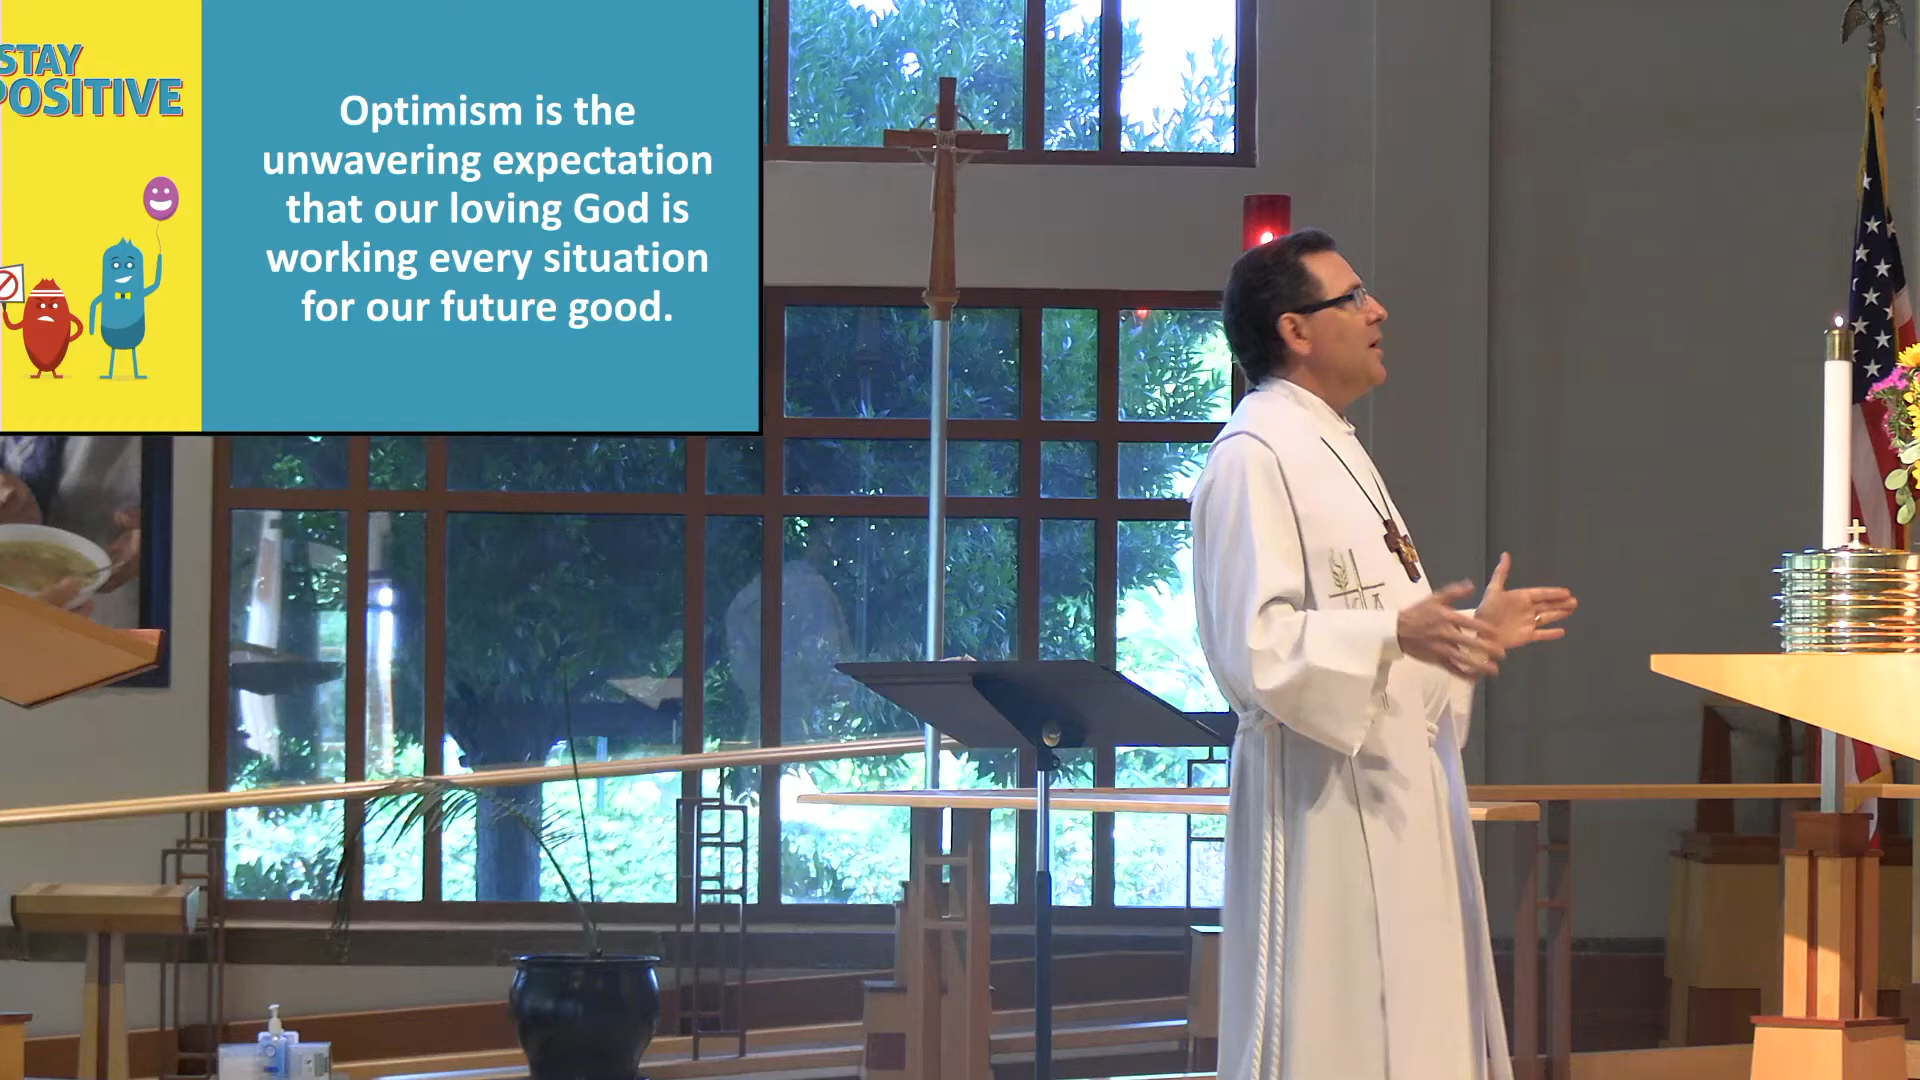 STAY
POSITIVE
Optimism is the
unwavering expectation
that our loving God is
working every situation
for our future good.